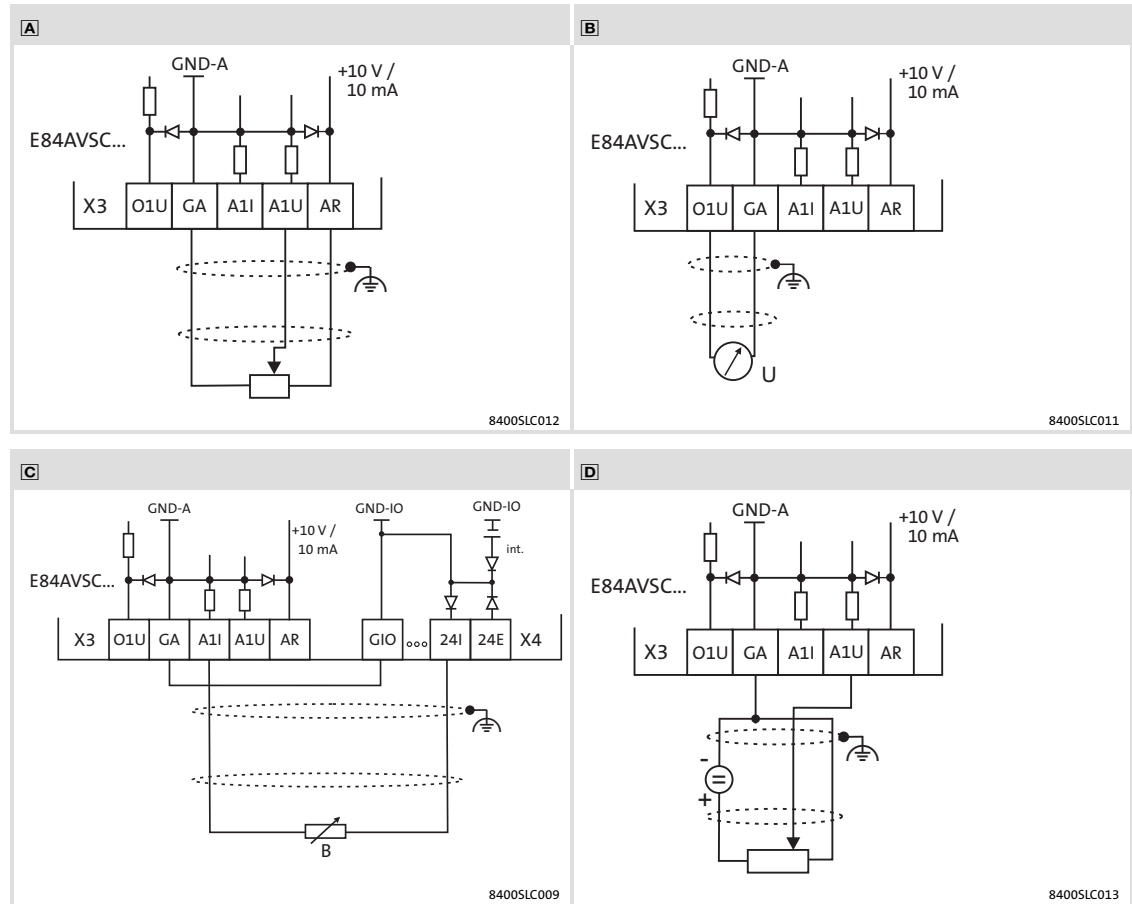 A
GND-A
+10 V /
10 mA
E84AVSC...
X3 O1U GA A1I A1U AR
8400SLC012
B
GND-A
+10 V /
10 mA
E84AVSC...
X3 O1U GA A1I A1U AR
U
8400SLC011
C
GND-A GND-IO GND-IO
+10 V /
10 mA
int.
E84AVSC...
X3 O1U GA A1I A1U AR GIO 24I 24E X4
B
8400SLC009
D
GND-A
+10 V /
10 mA
E84AVSC...
X3 O1U GA A1I A1U AR
-
=
+
8400SLC013